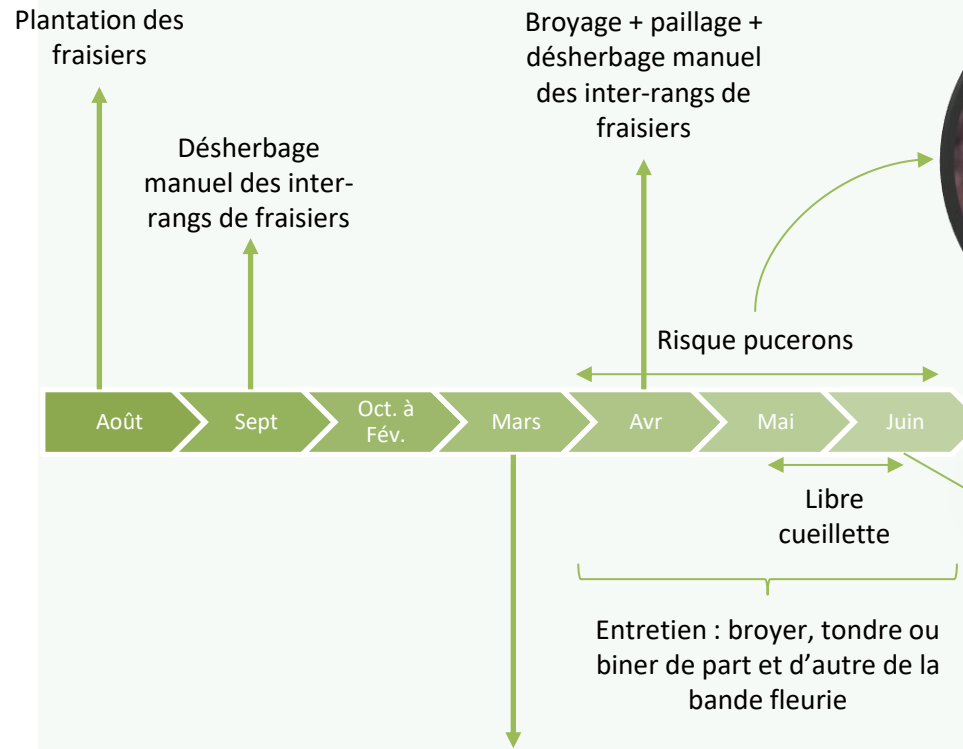 Plantation des
fraisiers
Broyage + paillage +
désherbage manuel
des inter-rangs de
fraisiers
Désherbage
manuel des inter-
rangs de fraisiers
Risque pucerons
Août
Sept
Oct. à
Fév.
Mars
Avr
Mai
Juin
Libre
cueillette
Entretien : broyer, tondre ou
biner de part et d’autre de la
bande fleurie